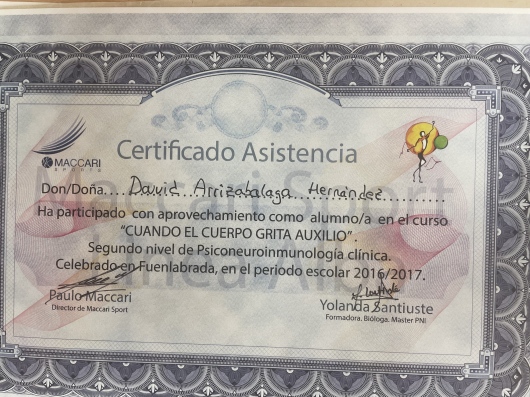 MACCARI
SPORTS
Certificado Asistencia
Don/Doña....David Arrizabalaga Hernández...........
Ha participado con aprovechamiento como alumno/a en el curso
"CUANDO EL CUERPO GRITA AUXILIO".
Segundo nivel de Psiconeuroinmunología clínica.
Celebrado en Fuenlabrada, en el periodo escolar 2016/2017.
Paulo Maccari
Director de Maccari Sport
Yolanda Santiuste
Formadora, Bióloga. Master PNI